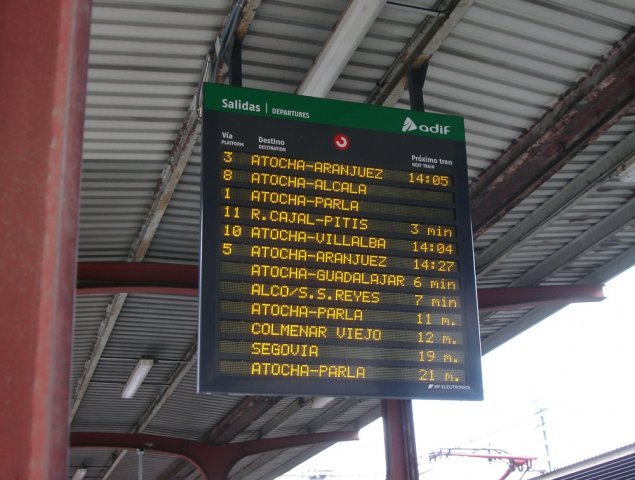 Salidas | DEPARTURES adif
Vía Destino Próximo tren
PLATFORM DESTINATION NEXT TRAIN
3 ATOCHA-ARANJUEZ 14:05
8 ATOCHA-ALCALA
1 ATOCHA-PARLA
11 R.CAJAL-PITIS 3 min
10 ATOCHA-VILLALBA 14:04
5 ATOCHA-ARANJUEZ 14:27
ATOCHA-GUADALAJAR 6 min
ALCO/S.S.REYES 7 min
ATOCHA-PARLA 11 m.
COLMENAR VIEJO 12 m.
SEGOVIA 19 m.
ATOCHA-PARLA 21 m.
ELECTRONICS